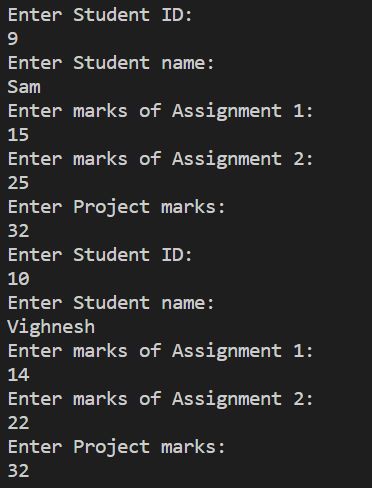 Enter Student ID:
9
Enter Student name:
Sam
Enter marks of Assignment 1:
15
Enter marks of Assignment 2:
25
Enter Project marks:
32
Enter Student ID:
10
Enter Student name:
Vighnesh
Enter marks of Assignment 1:
14
Enter marks of Assignment 2:
22
Enter Project marks:
32